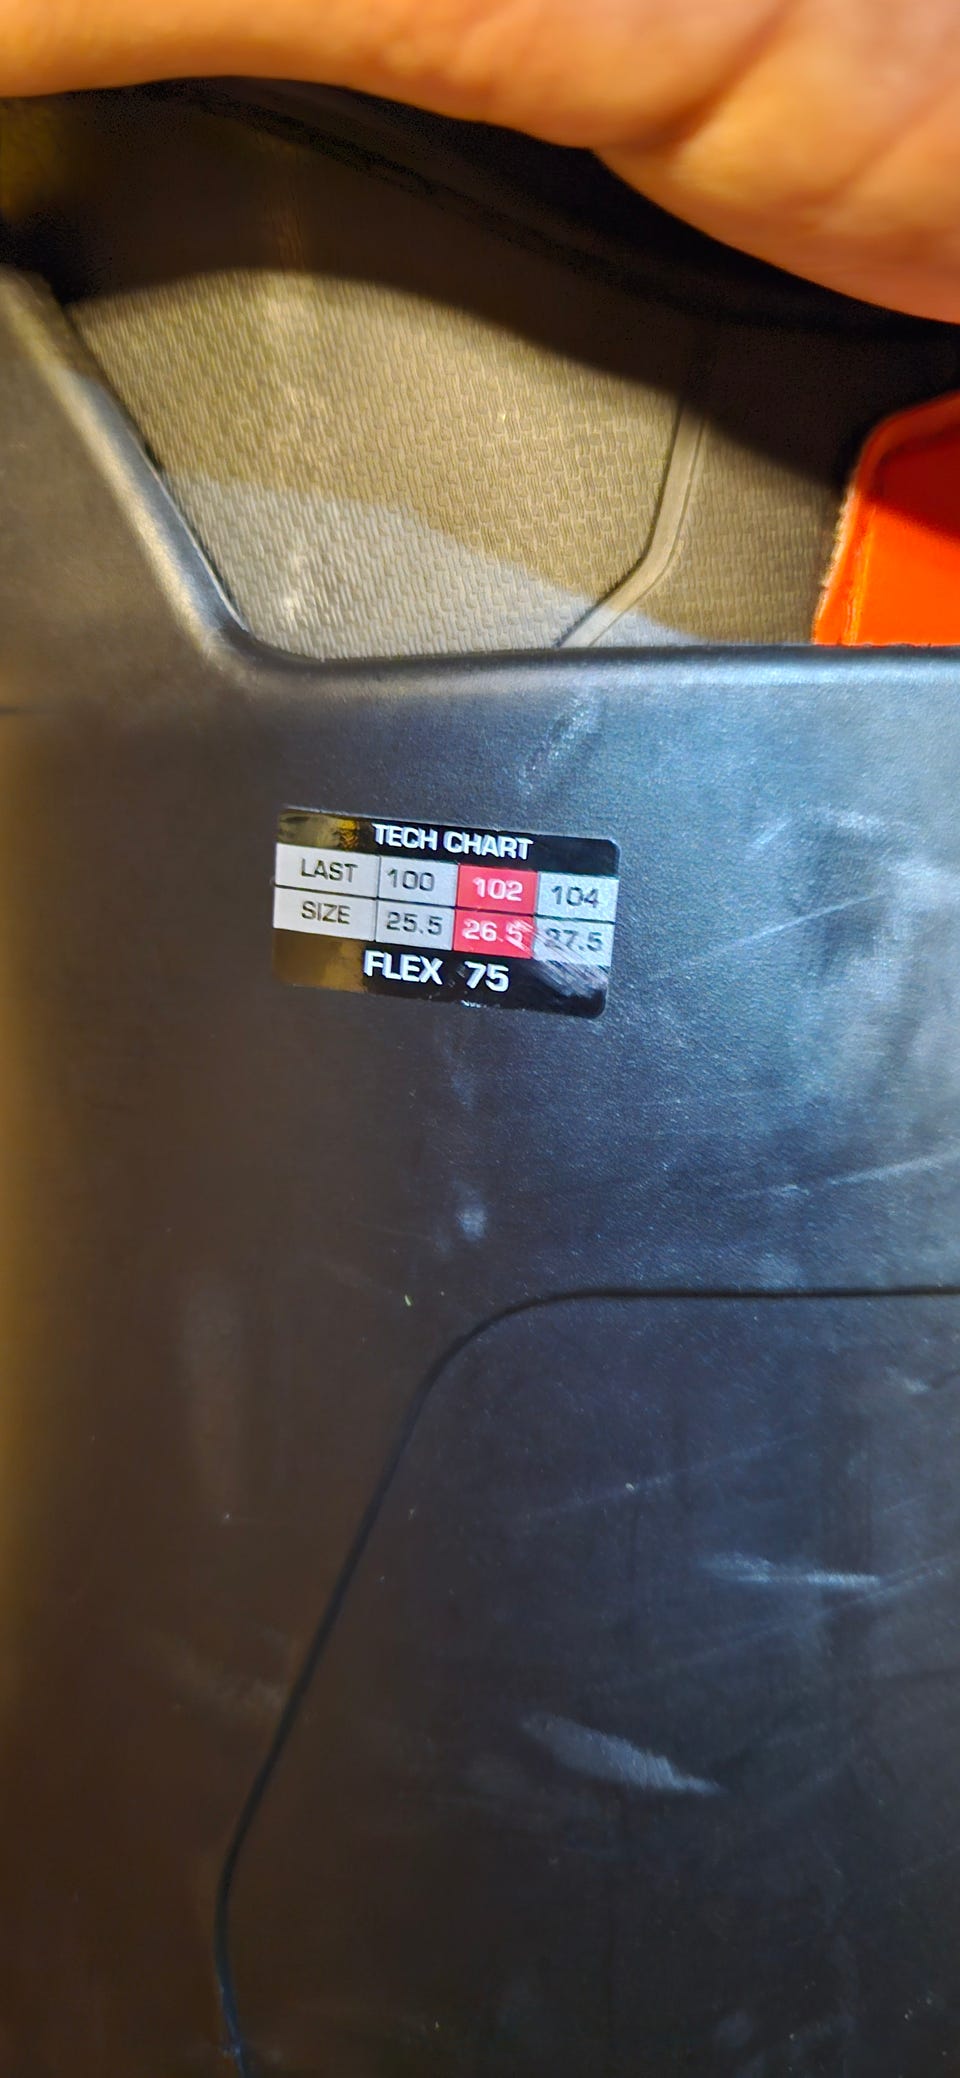 TECH CHART
LAST 100 102 104
SIZE 25.5 26.5 27.5
FLEX 75